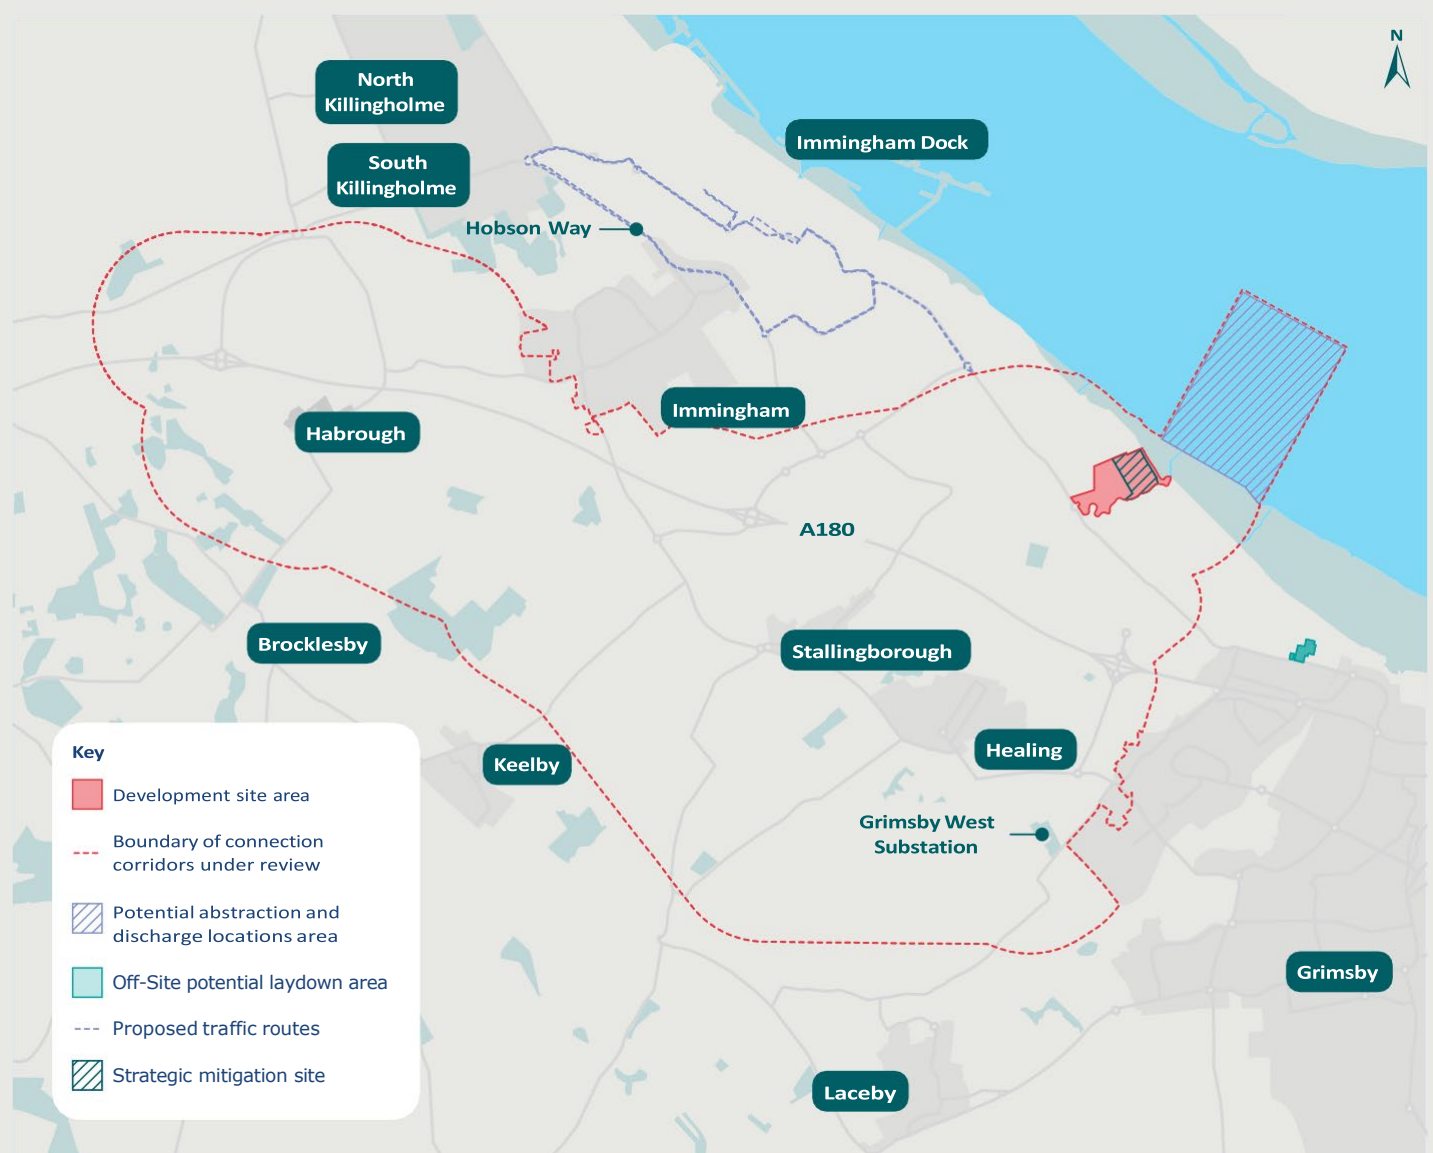 N
North
Killingholme
Immingham Dock
South
Killingholme
Hobson Way
Immingham
Habrough
A180
Brocklesby
Stallingborough
Healing
Keelby
Grimsby West
Substation
Grimsby
Laceby
Key
Development site area
Boundary of connection
corridors under review
Potential abstraction and
discharge locations area
Off-Site potential laydown area
Proposed traffic routes
Strategic mitigation site